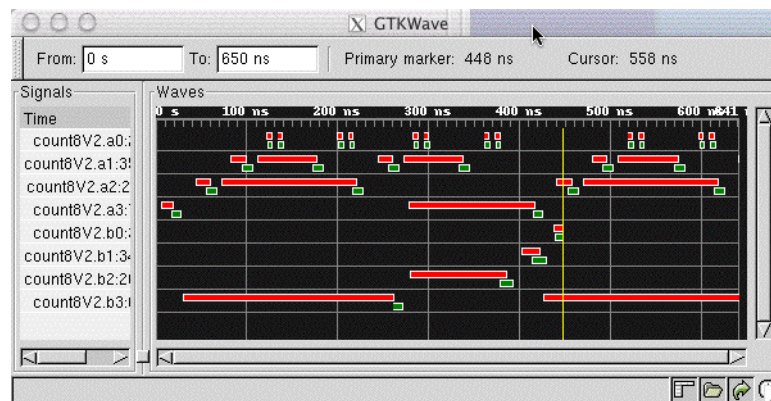 X GTKWave
From: 0 s To: 650 ns Primary marker: 448 ns Cursor: 558 ns
Signals Waves
Time 0 s 100 ns 200 ns 300 ns 400 ns 500 ns 600 ns
count8V2.a0:
count8V2.a1:3
count8V2.a2:2
count8V2.a3:
count8V2.b0:
count8V2.b1:3
count8V2.b2:2
count8V2.b3: